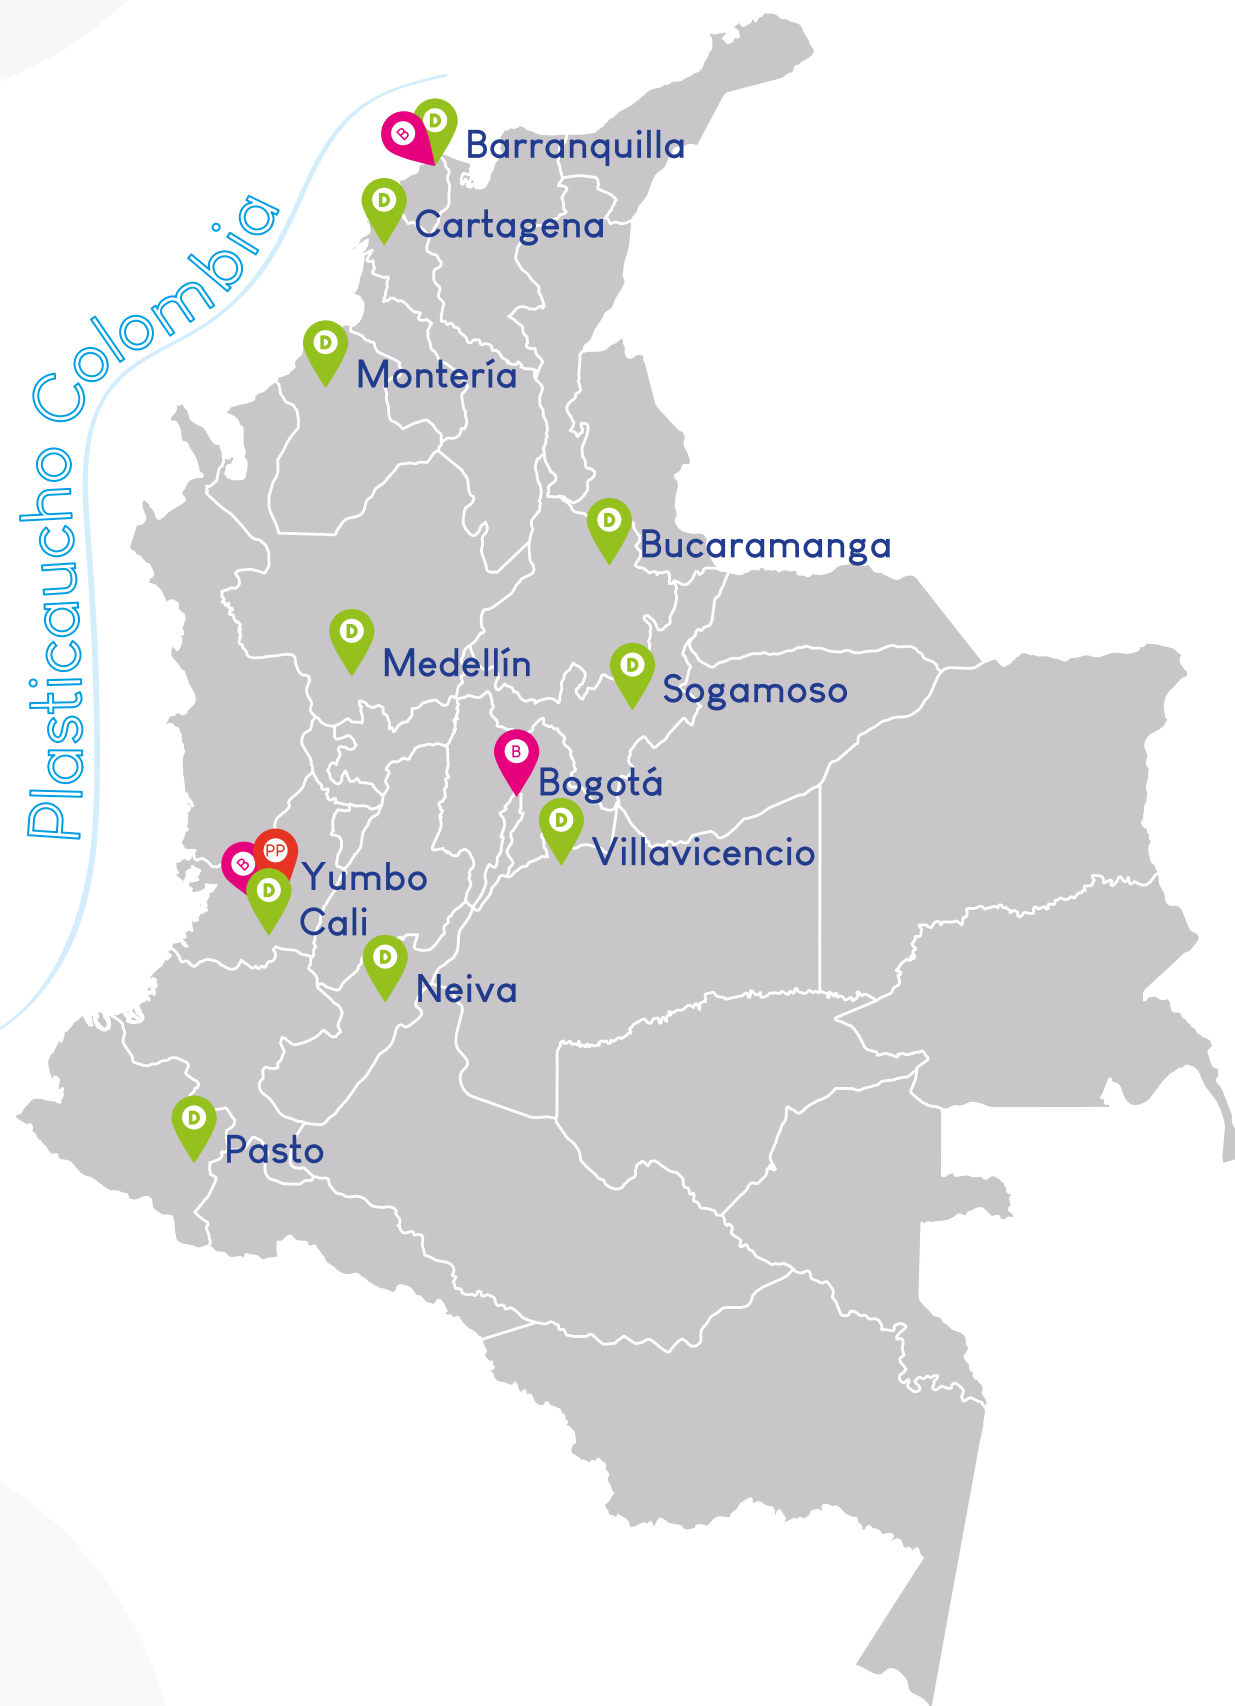 Plasticaucho Colombia
B
D
Barranquilla
D
Cartagena
D
Montería
D
Bucaramanga
D
Medellín
D
Sogamoso
B
Bogotá
D
Villavicencio
B
PP
Yumbo
D
Cali
D
Neiva
D
Pasto